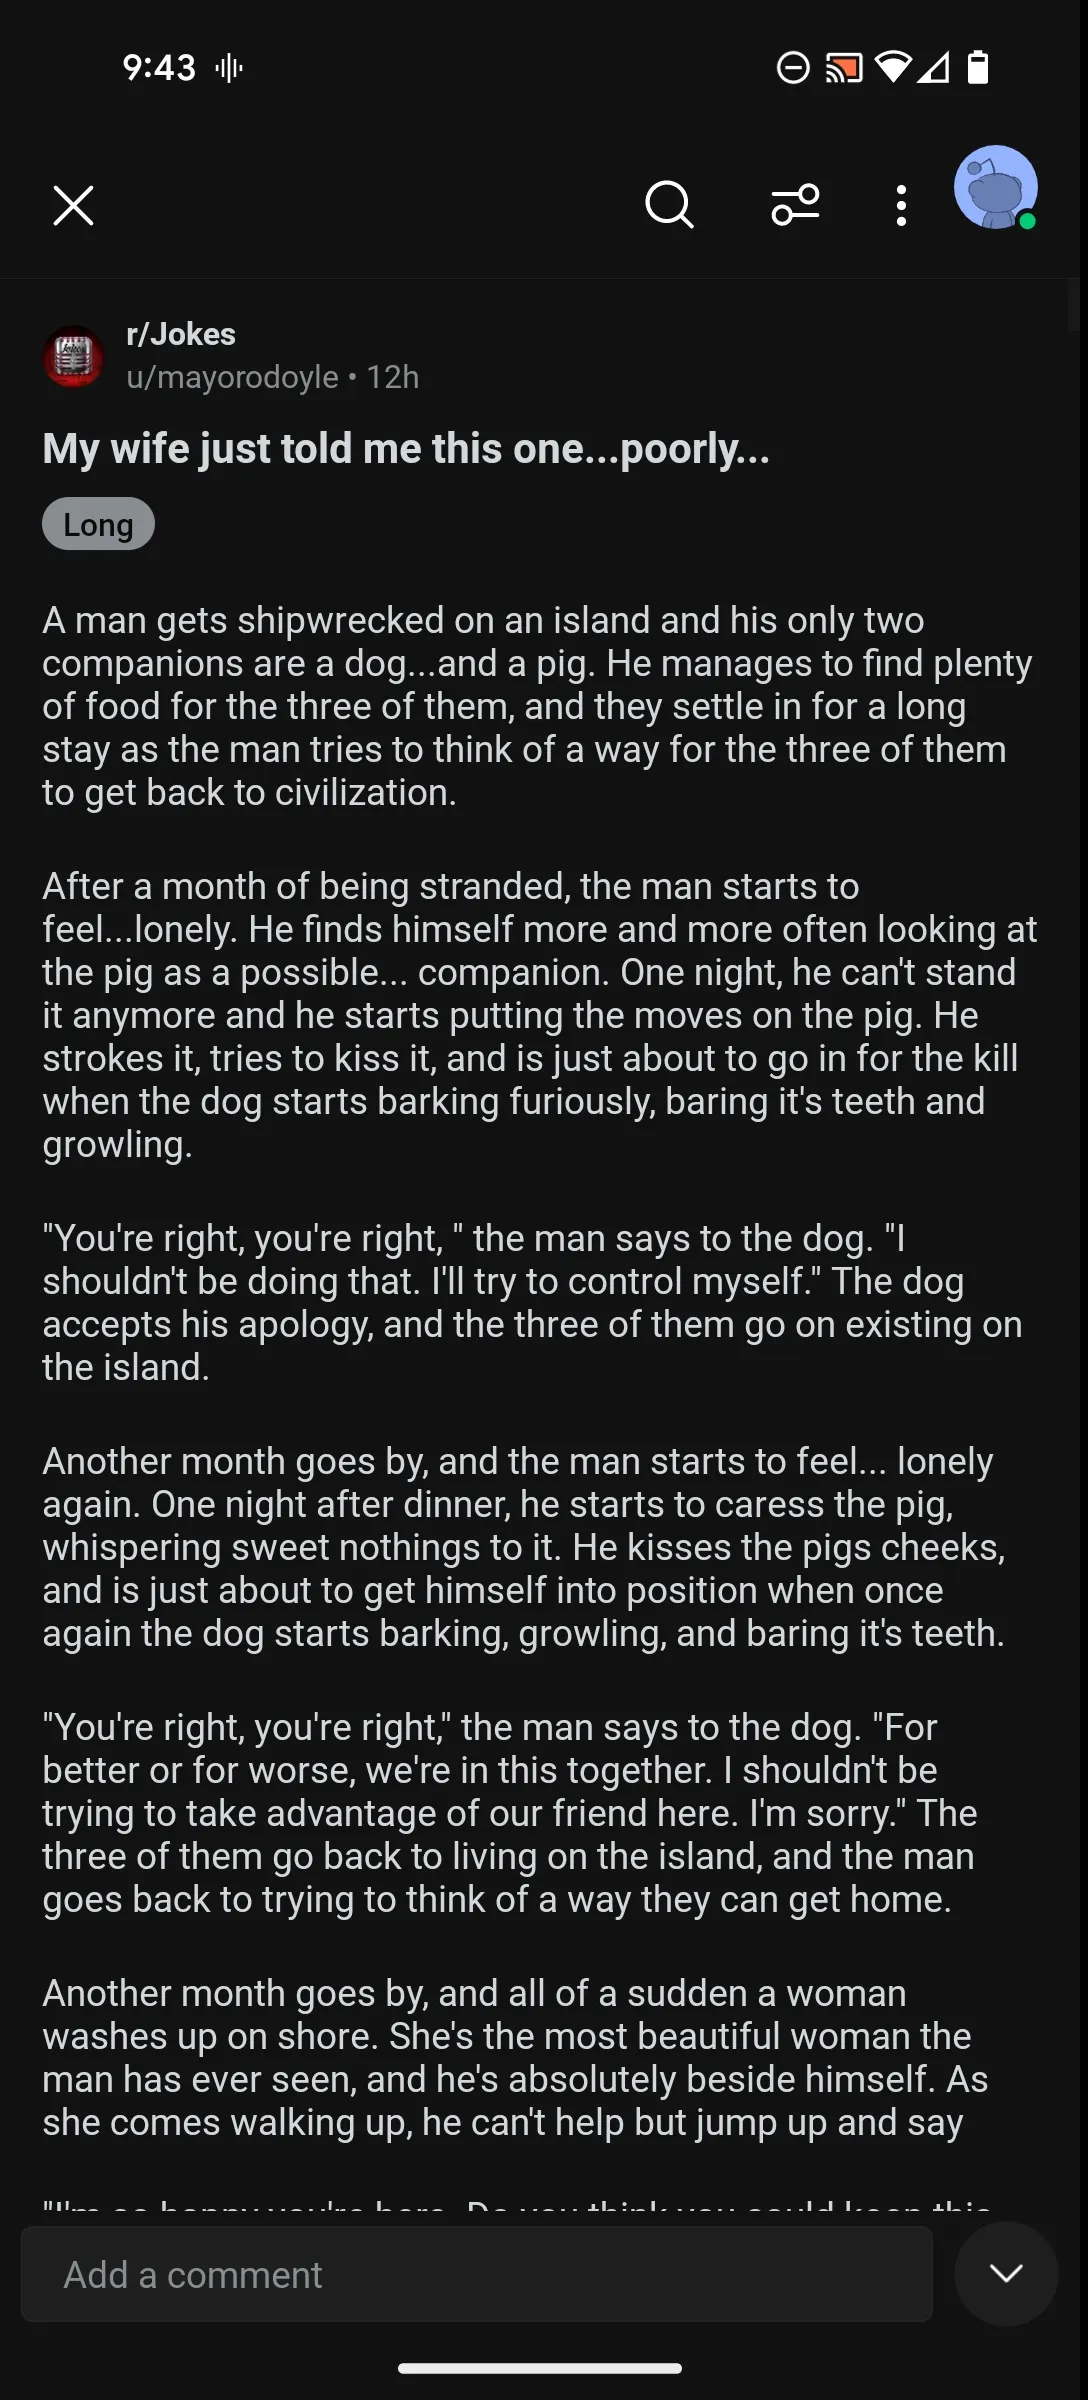 9:43
r/Jokes
u/mayorodoyle • 12h
My wife just told me this one...poorly...
Long
A man gets shipwrecked on an island and his only two
companions are a dog...and a pig. He manages to find plenty
of food for the three of them, and they settle in for a long
stay as the man tries to think of a way for the three of them
to get back to civilization.
After a month of being stranded, the man starts to
feel...lonely. He finds himself more and more often looking at
the pig as a possible... companion. One night, he can't stand
it anymore and he starts putting the moves on the pig. He
strokes it, tries to kiss it, and is just about to go in for the kill
when the dog starts barking furiously, baring it's teeth and
growling.
"You're right, you're right, " the man says to the dog. "I
shouldn't be doing that. I'll try to control myself." The dog
accepts his apology, and the three of them go on existing on
the island.
Another month goes by, and the man starts to feel... lonely
again. One night after dinner, he starts to caress the pig,
whispering sweet nothings to it. He kisses the pigs cheeks,
and is just about to get himself into position when once
again the dog starts barking, growling, and baring it's teeth.
"You're right, you're right," the man says to the dog. "For
better or for worse, we're in this together. I shouldn't be
trying to take advantage of our friend here. I'm sorry." The
three of them go back to living on the island, and the man
goes back to trying to think of a way they can get home.
Another month goes by, and all of a sudden a woman
washes up on shore. She's the most beautiful woman the
man has ever seen, and he's absolutely beside himself. As
she comes walking up, he can't help but jump up and say
"I'm so happy you're here. Do you think you could keep this
Add a comment